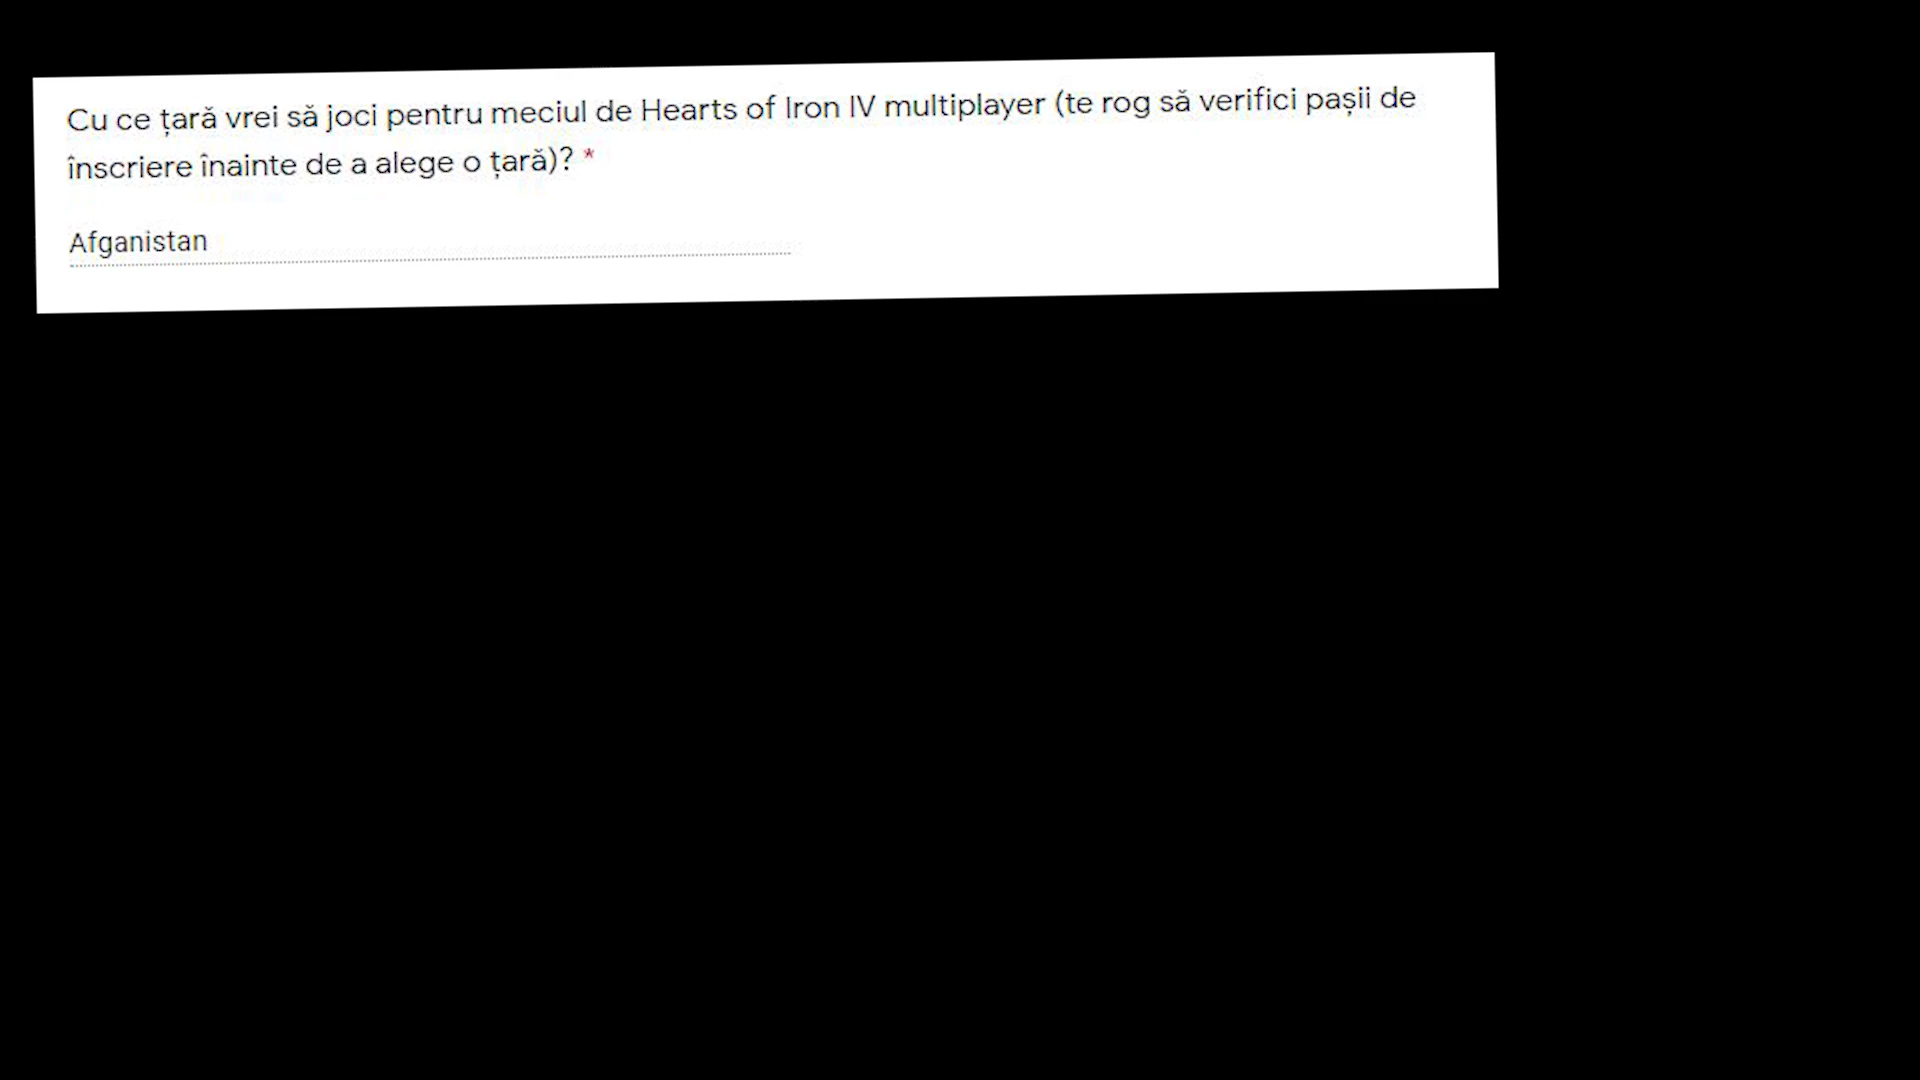 Cu ce țară vrei să joci pentru meciul de Hearts of Iron IV multiplayer (te rog să verifici pașii de
înscriere înainte de a alege o țară)? *
Afganistan